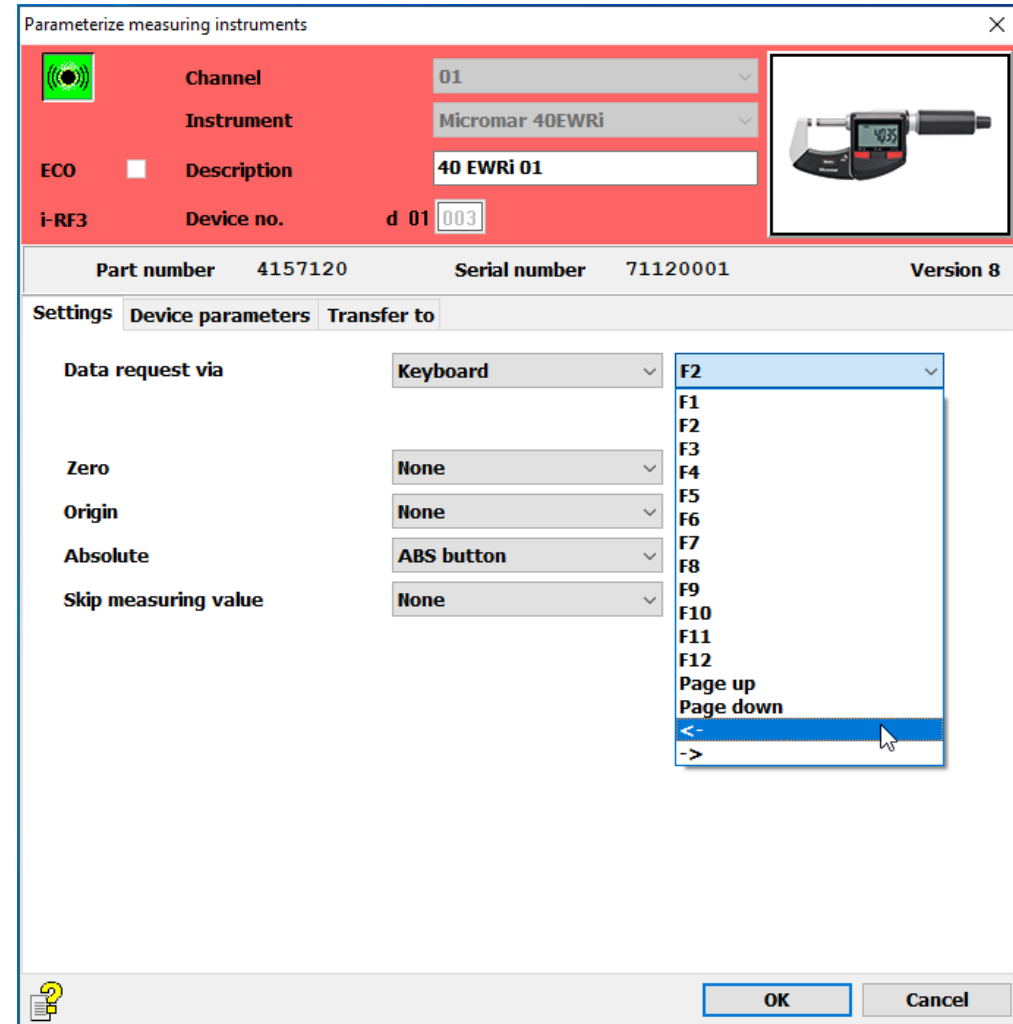 Parameterize measuring instruments
Channel 01
Instrument Micromar 40EWRi
ECO Description 40 EWRi 01
i-RF3 Device no. d 01 003
Part number 4157120 Serial number 71120001 Version 8
Settings Device parameters Transfer to
Data request via Keyboard F2
F1
F2
F3
Zero None
F4
F5
Origin None
F6
F7
Absolute ABS button
F8
F9
Skip measuring value None
F10
F11
F12
Page up
Page down
<-
->
OK Cancel